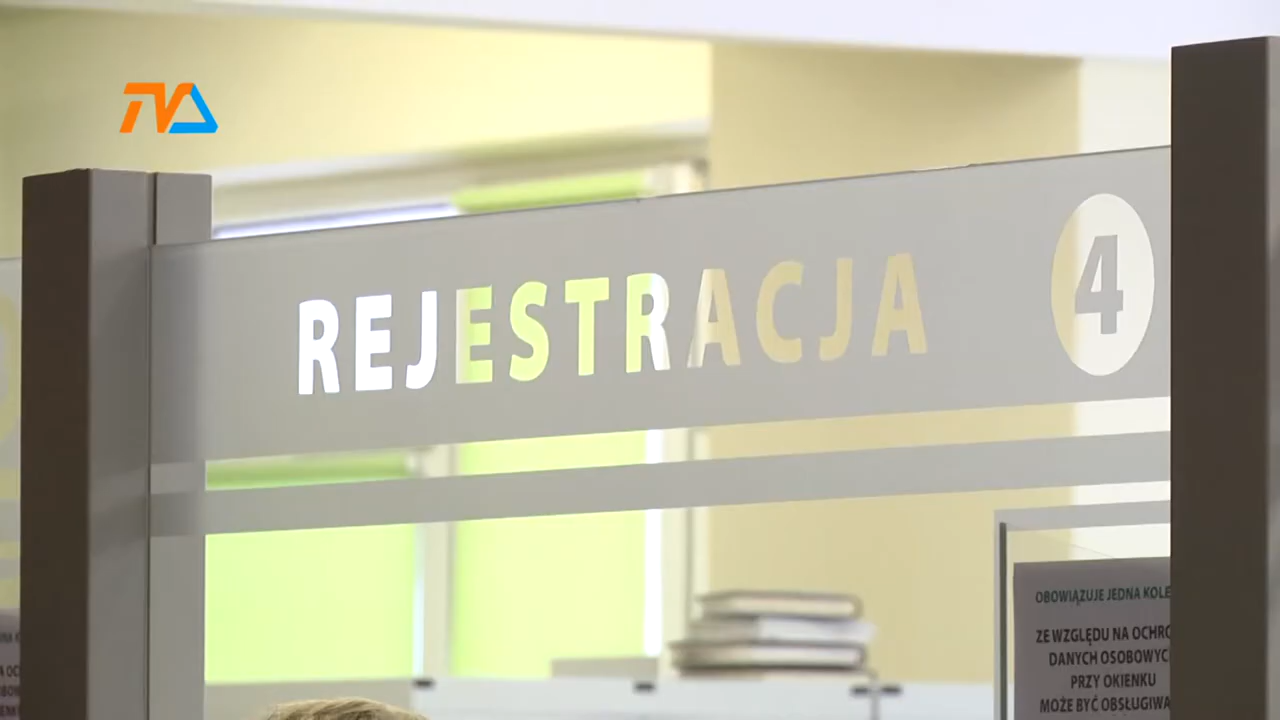 TVA
REJESTRACJA 4
OBOWIĄZUJE JEDNA KOLE
ZE WZGLĘDU NA OCHRO
DANYCH OSOBOWYC
PRZY OKIENKU
MOŻE BYĆ OBSŁUGIWA